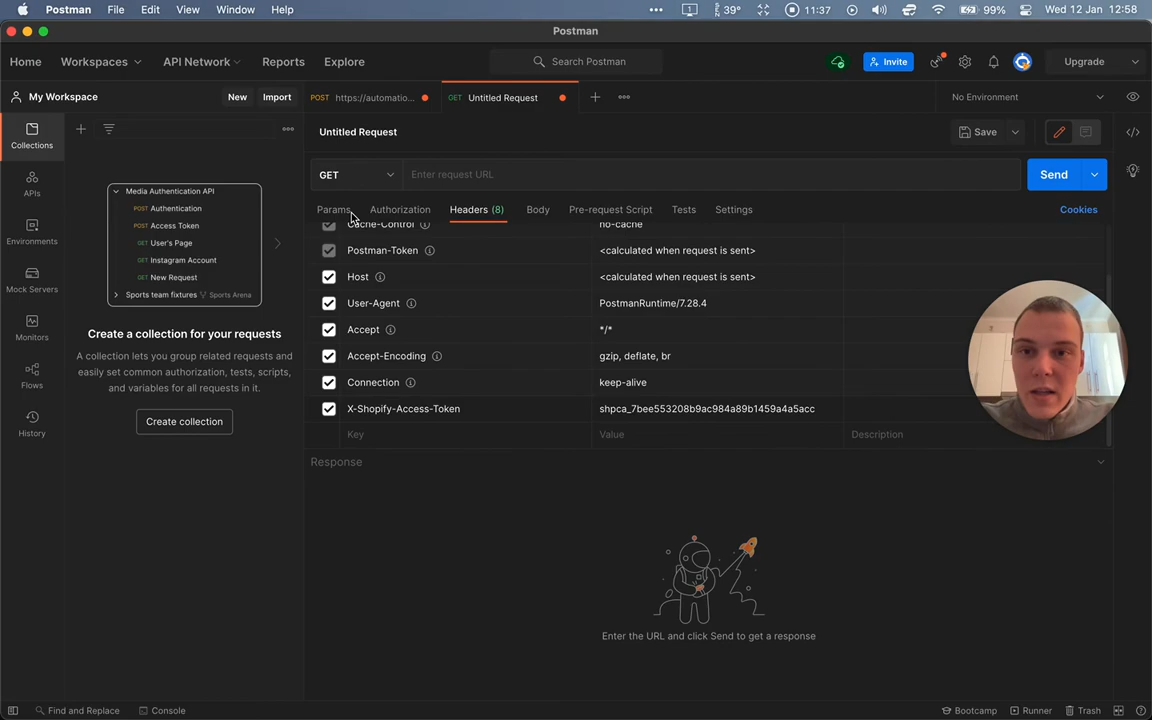 Postman File Edit View Window Help 1 39° 11:37 99% Wed 12 Jan 12:58
Postman
Home Workspaces API Network Reports Explore Search Postman Invite Upgrade
My Workspace New Import POST https://automatio... GET Untitled Request No Environment
Collections
APIs
Environments
Mock Servers
Monitors
Flows
History
Media Authentication API
POST Authentication
POST Access Token
GET User's Page
GET Instagram Account
GET New Request
Sports team fixtures Sports Arena
Create a collection for your requests
A collection lets you group related requests and
easily set common authorization, tests, scripts,
and variables for all requests in it.
Create collection
Untitled Request Save
GET Enter request URL Send
Params Authorization Headers (8) Body Pre-request Script Tests Settings Cookies
Cache-Control no-cache
Postman-Token <calculated when request is sent>
Host <calculated when request is sent>
User-Agent PostmanRuntime/7.28.4
Accept */*
Accept-Encoding gzip, deflate, br
Connection keep-alive
X-Shopify-Access-Token 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
Key Value Description
Response
Enter the URL and click Send to get a response
Find and Replace Console Bootcamp Runner Trash